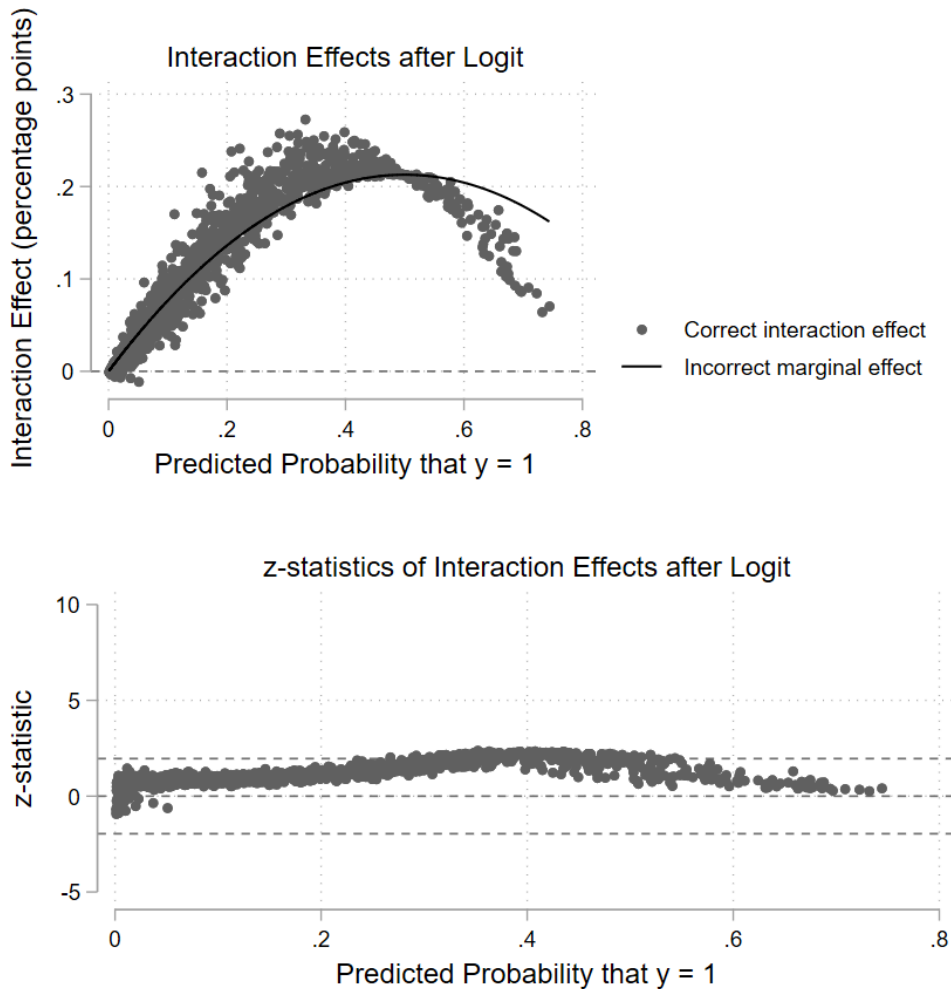 Interaction Effects after Logit
Interaction Effect (percentage points)
.3
.2
.1
0
0
.2
.4
.6
.8
Predicted Probability that y = 1
Correct interaction effect
Incorrect marginal effect
z-statistics of Interaction Effects after Logit
z-statistic
10
5
0
-5
0
.2
.4
.6
.8
Predicted Probability that y = 1